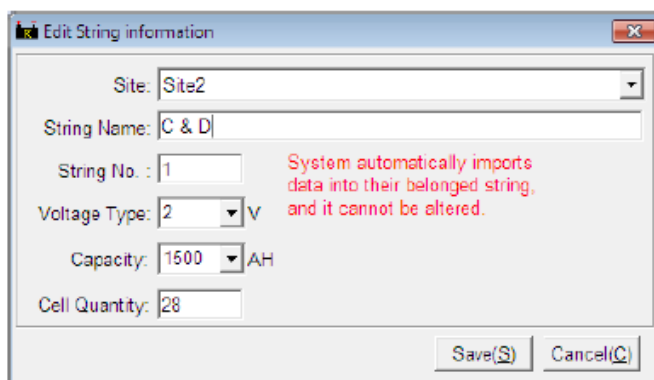 Edit String information
Site: Site2
String Name: C & D
String No. : 1
System automatically imports
data into their belonged string,
and it cannot be altered.
Voltage Type: 2 V
Capacity: 1500 AH
Cell Quantity: 28
Save(S) Cancel(C)